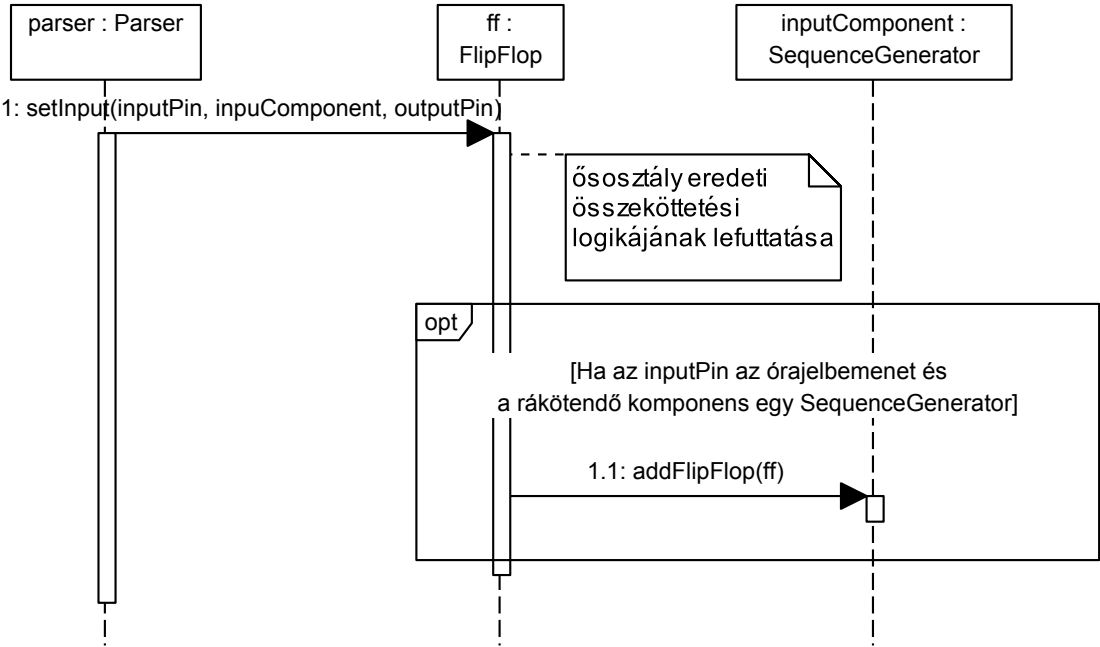 parser : Parser
ff :
FlipFlop
inputComponent :
SequenceGenerator
1: setInput(inputPin, inpuComponent, outputPin)
ősosztály eredeti
összeköttetési
logikájának lefuttatása
opt
[Ha az inputPin az órajelbemenet és
a rákötendő komponens egy SequenceGenerator]
1.1: addFlipFlop(ff)